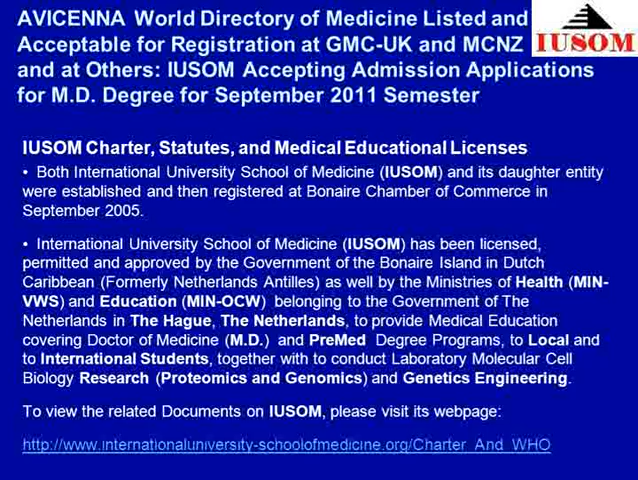 AVICENNA World Directory of Medicine Listed and
Acceptable for Registration at GMC-UK and MCNZ
and at Others: IUSOM Accepting Admission Applications
for M.D. Degree for September 2011 Semester
IUSOM
IUSOM Charter, Statutes, and Medical Educational Licenses
• Both International University School of Medicine (IUSOM) and its daughter entity
were established and then registered at Bonaire Chamber of Commerce in
September 2005.
• International University School of Medicine (IUSOM) has been licensed,
permitted and approved by the Government of the Bonaire Island in Dutch
Caribbean (Formerly Netherlands Antilles) as well by the Ministries of Health (MIN-
VWS) and Education (MIN-OCW) belonging to the Government of The
Netherlands in The Hague, The Netherlands, to provide Medical Education
covering Doctor of Medicine (M.D.) and PreMed Degree Programs, to Local and
to International Students, together with to conduct Laboratory Molecular Cell
Biology Research (Proteomics and Genomics) and Genetics Engineering.
To view the related Documents on IUSOM, please visit its webpage:
http://www.internationaluniversity-schoolofmedicine.org/Charter_And_WHO